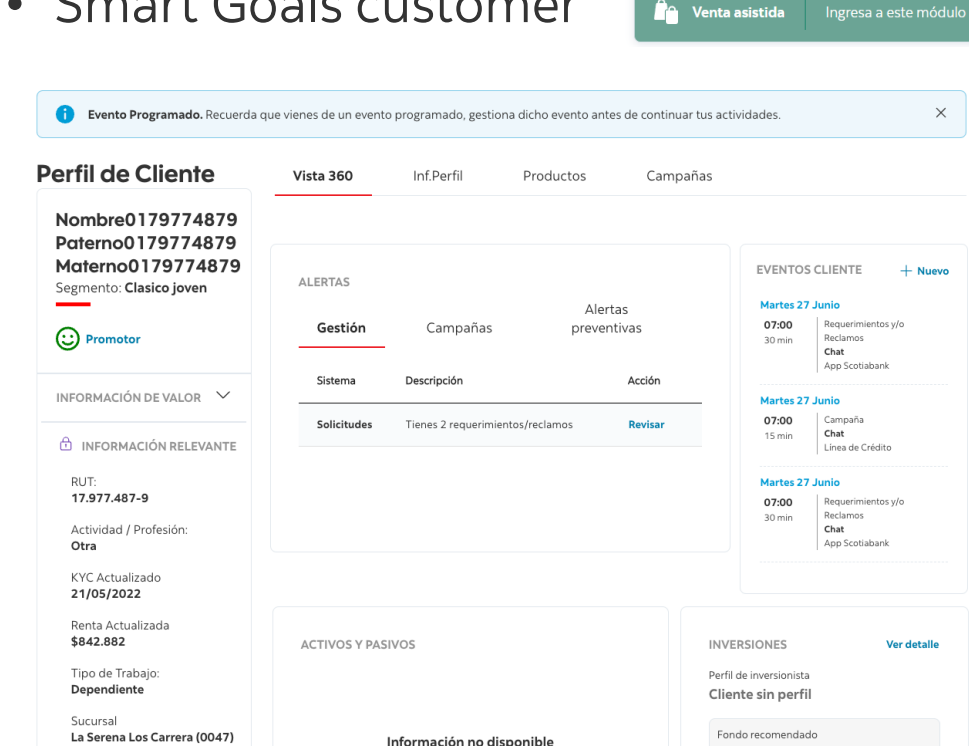 • Smart Goals customer
Venta asistida
Ingresa a este módulo
Evento Programado. Recuerda que vienes de un evento programado, gestiona dicho evento antes de continuar tus actividades.
Perfil de Cliente
Vista 360
Inf.Perfil
Productos
Campañas
Nombre0179774879
Paterno0179774879
Materno0179774879
Segmento: Clasico joven
Promotor
INFORMACIÓN DE VALOR
INFORMACIÓN RELEVANTE
RUT:
17.977.487-9
Actividad / Profesión:
Otra
KYC Actualizado
21/05/2022
Renta Actualizada
$842.882
Tipo de Trabajo:
Dependiente
Sucursal
La Serena Los Carrera (0047)
ALERTAS
Gestión
Campañas
Alertas
preventivas
Sistema
Descripción
Acción
Solicitudes
Tienes 2 requerimientos/reclamos
Revisar
EVENTOS CLIENTE
+ Nuevo
Martes 27 Junio
07:00
30 min
Requerimientos y/o
Reclamos
Chat
App Scotiabank
Martes 27 Junio
07:00
15 min
Campaña
Chat
Línea de Crédito
Martes 27 Junio
07:00
30 min
Requerimientos y/o
Reclamos
Chat
App Scotiabank
ACTIVOS Y PASIVOS
Información no disponible
INVERSIONES
Ver detalle
Perfil de inversionista
Cliente sin perfil
Fondo recomendado